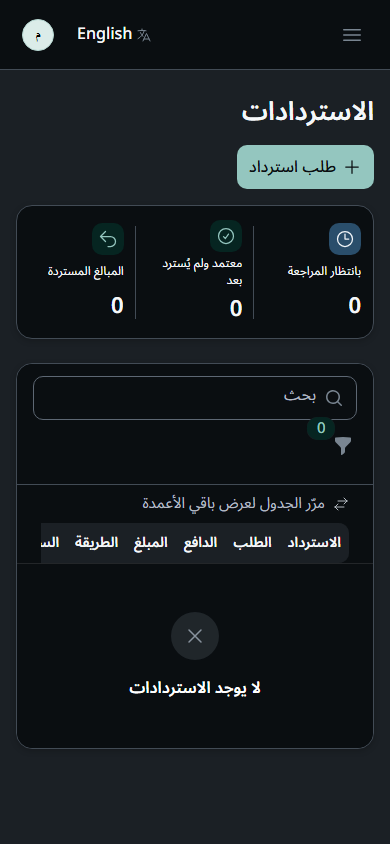 م
English
الاستردادات
طلب استرداد
بانتظار المراجعة
0
معتمد ولم يُسترد
بعد
0
المبالغ المستردة
0
بحث
0
مرّر الجدول لعرض باقي الأعمدة
الاسترداد الطلب الدافع المبلغ الطريقة
لا يوجد الاستردادات